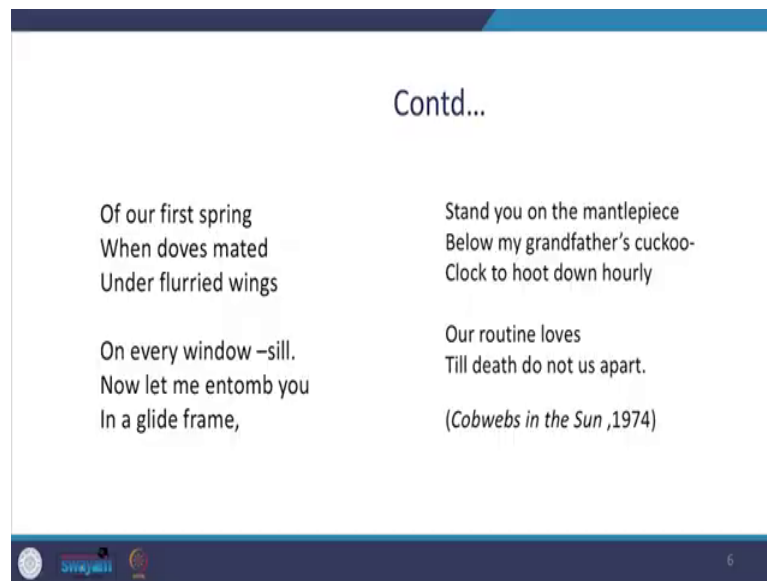 Contd...
Of our first spring
When doves mated
Under flurried wings
On every window –sill.
Now let me entomb you
In a glide frame,
Stand you on the mantlepiece
Below my grandfather's cuckoo-
Clock to hoot down hourly
Our routine loves
Till death do not us apart.
(Cobwebs in the Sun ,1974)
swayam
6